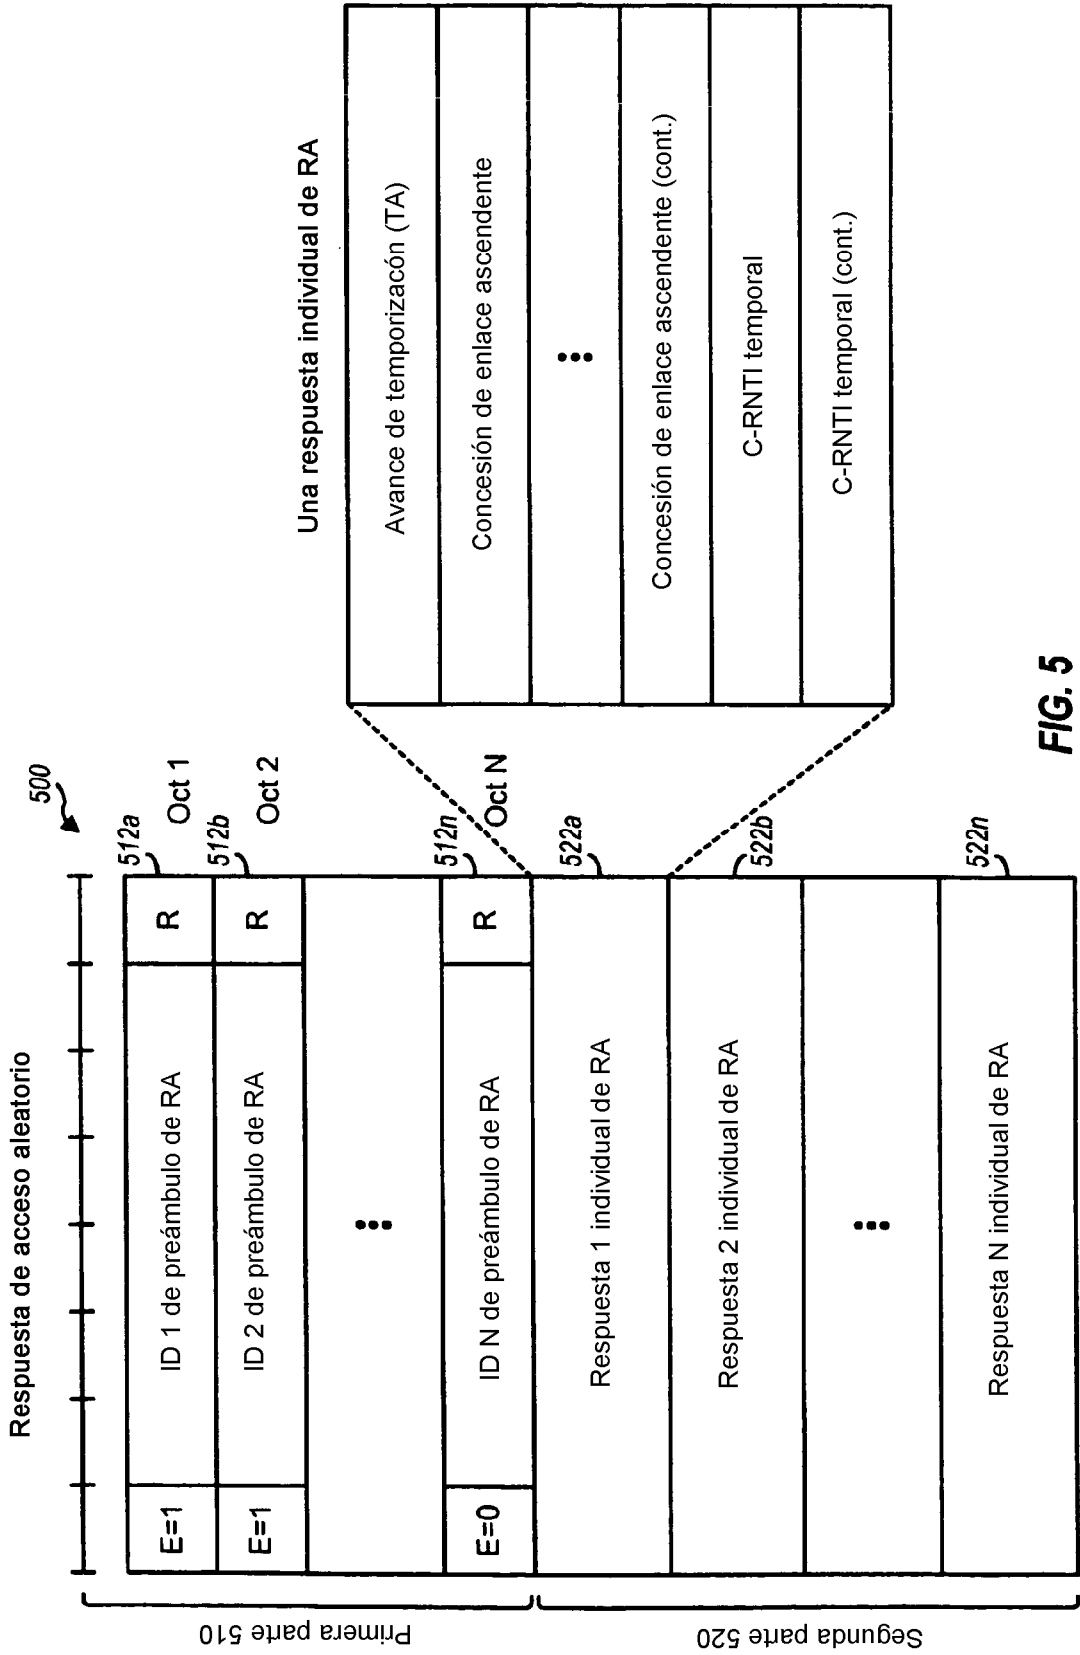 Respuesta de acceso aleatorio
500
Primera parte 510
E=1
ID 1 de preámbulo de RA
R
512a
Oct 1
E=1
ID 2 de preámbulo de RA
R
512b
Oct 2
E=0
ID N de preámbulo de RA
R
512n
Oct N
Segunda parte 520
Respuesta 1 individual de RA
522a
Respuesta 2 individual de RA
522b
Respuesta N individual de RA
522n
Una respuesta individual de RA
Avance de temporizacón (TA)
Concesión de enlace ascendente
Concesión de enlace ascendente (cont.)
C-RNTI temporal
C-RNTI temporal (cont.)
FIG. 5